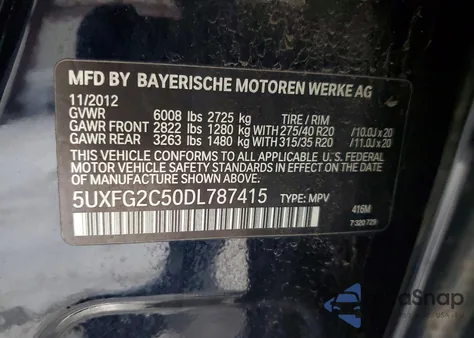 MFD BY BAYERISCHE MOTOREN WERKE AG
11/2012
GVWR 6008 lbs 2725 kg TIRE / RIM
GAWR FRONT 2822 lbs 1280 kg WITH 275/40 R20 /10.0J x 20
GAWR REAR 3263 lbs 1480 kg WITH 315/35 R20 /11.0J x 20
THIS VEHICLE CONFORMS TO ALL APPLICABLE U.S. FEDERAL
MOTOR VEHICLE SAFETY STANDARDS IN EFFECT ON THE
DATE OF MANUFACTURE SHOWN ABOVE.
5UXFG2C50DL787415 TYPE: MPV
416M
7 320 729